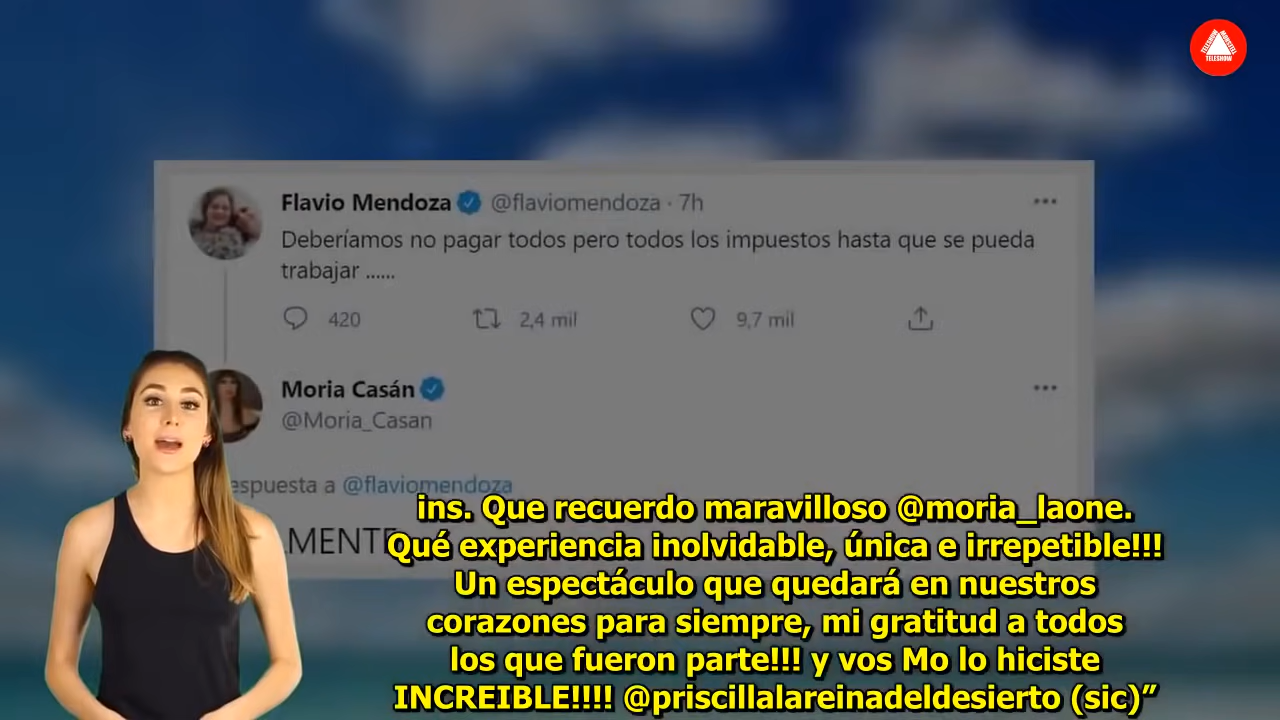 TELESHOW
Flavio Mendoza @flaviomendoza · 7h
Deberíamos no pagar todos pero todos los impuestos hasta que se pueda
trabajar ......
420 2,4 mil 9,7 mil
Moria Casán
@Moria_Casan
espuesta a @flaviomendoza
MENTE
ins. Que recuerdo maravilloso @moria_laone.
Qué experiencia inolvidable, única e irrepetible!!!
Un espectáculo que quedará en nuestros
corazones para siempre, mi gratitud a todos
los que fueron parte!!! y vos Mo lo hiciste
INCREIBLE!!!! @priscillalareinadeldesierto (sic)”